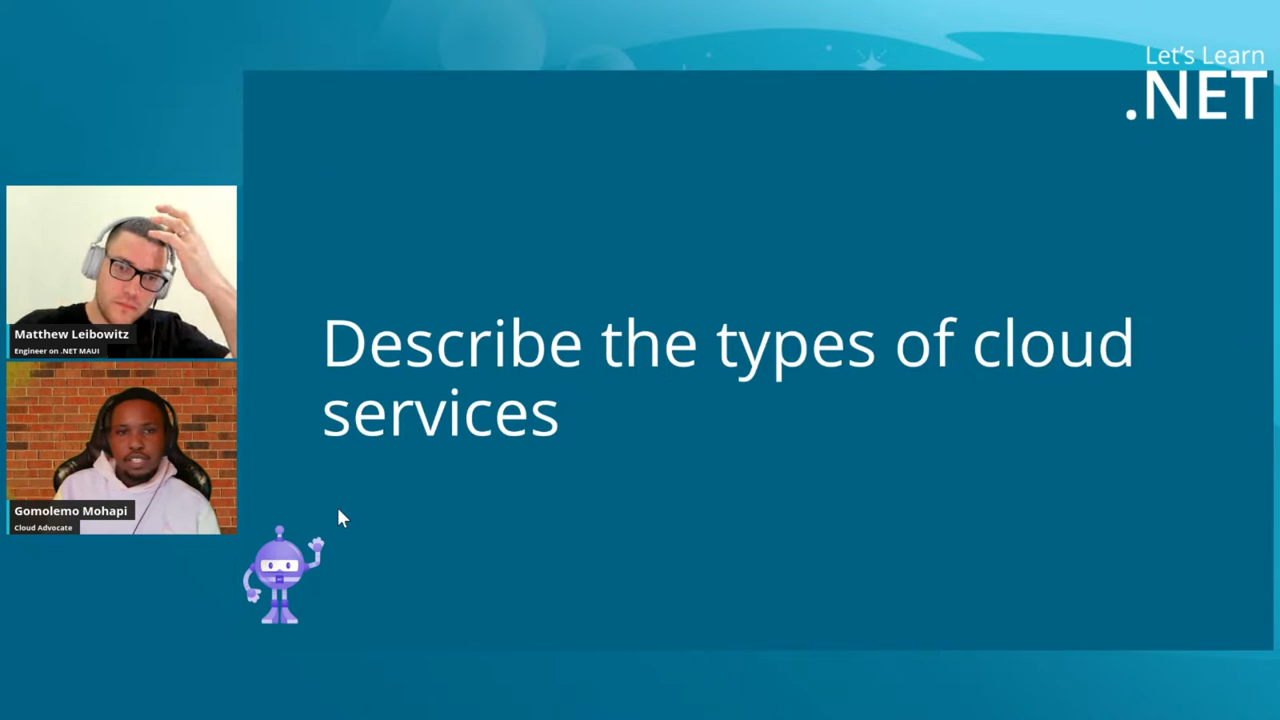 Let's Learn
.NET
Matthew Leibowitz
Engineer on .NET MAUI
Describe the types of cloud
services
Gomolemo Mohapi
Cloud Advocate